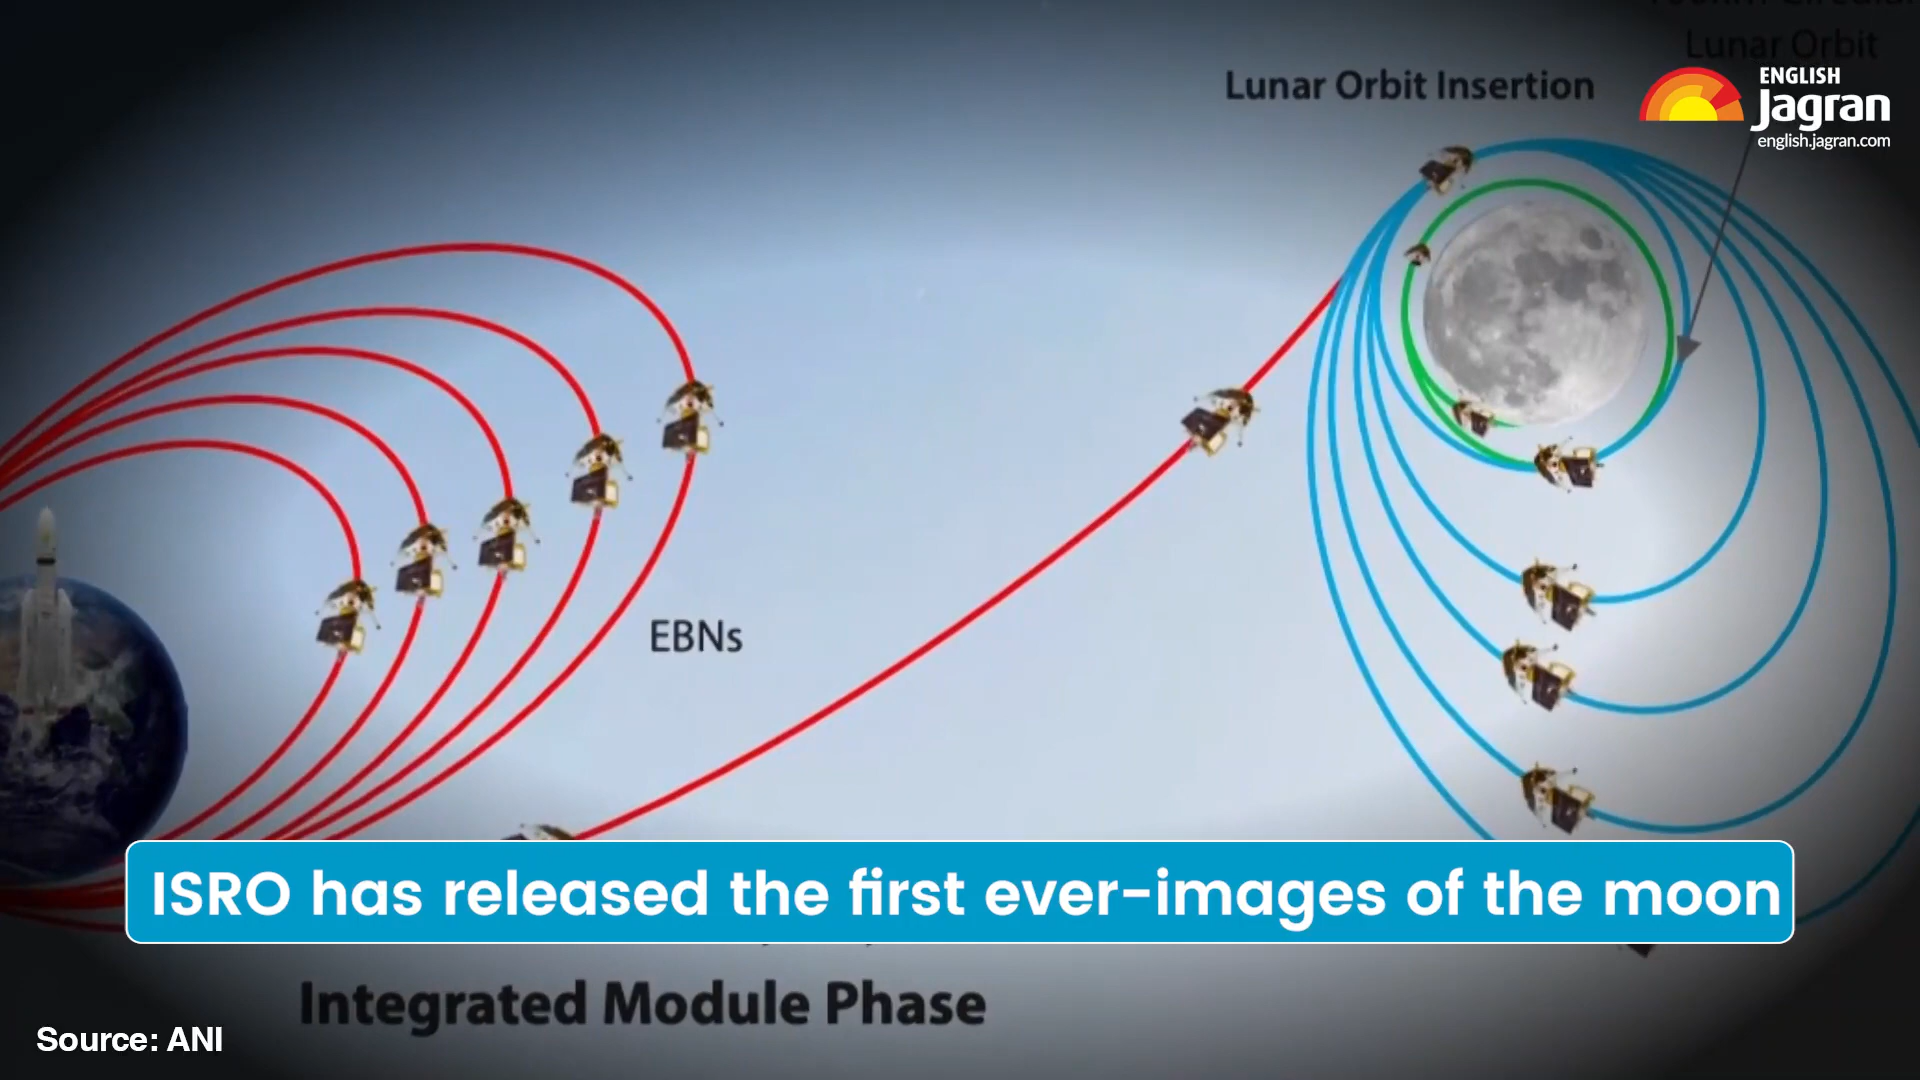 Lunar Orbit
Lunar Orbit Insertion
ENGLISH
Jagran
english.jagran.com
EBNs
ISRO has released the first ever-images of the moon
Integrated Module Phase
Source: ANI